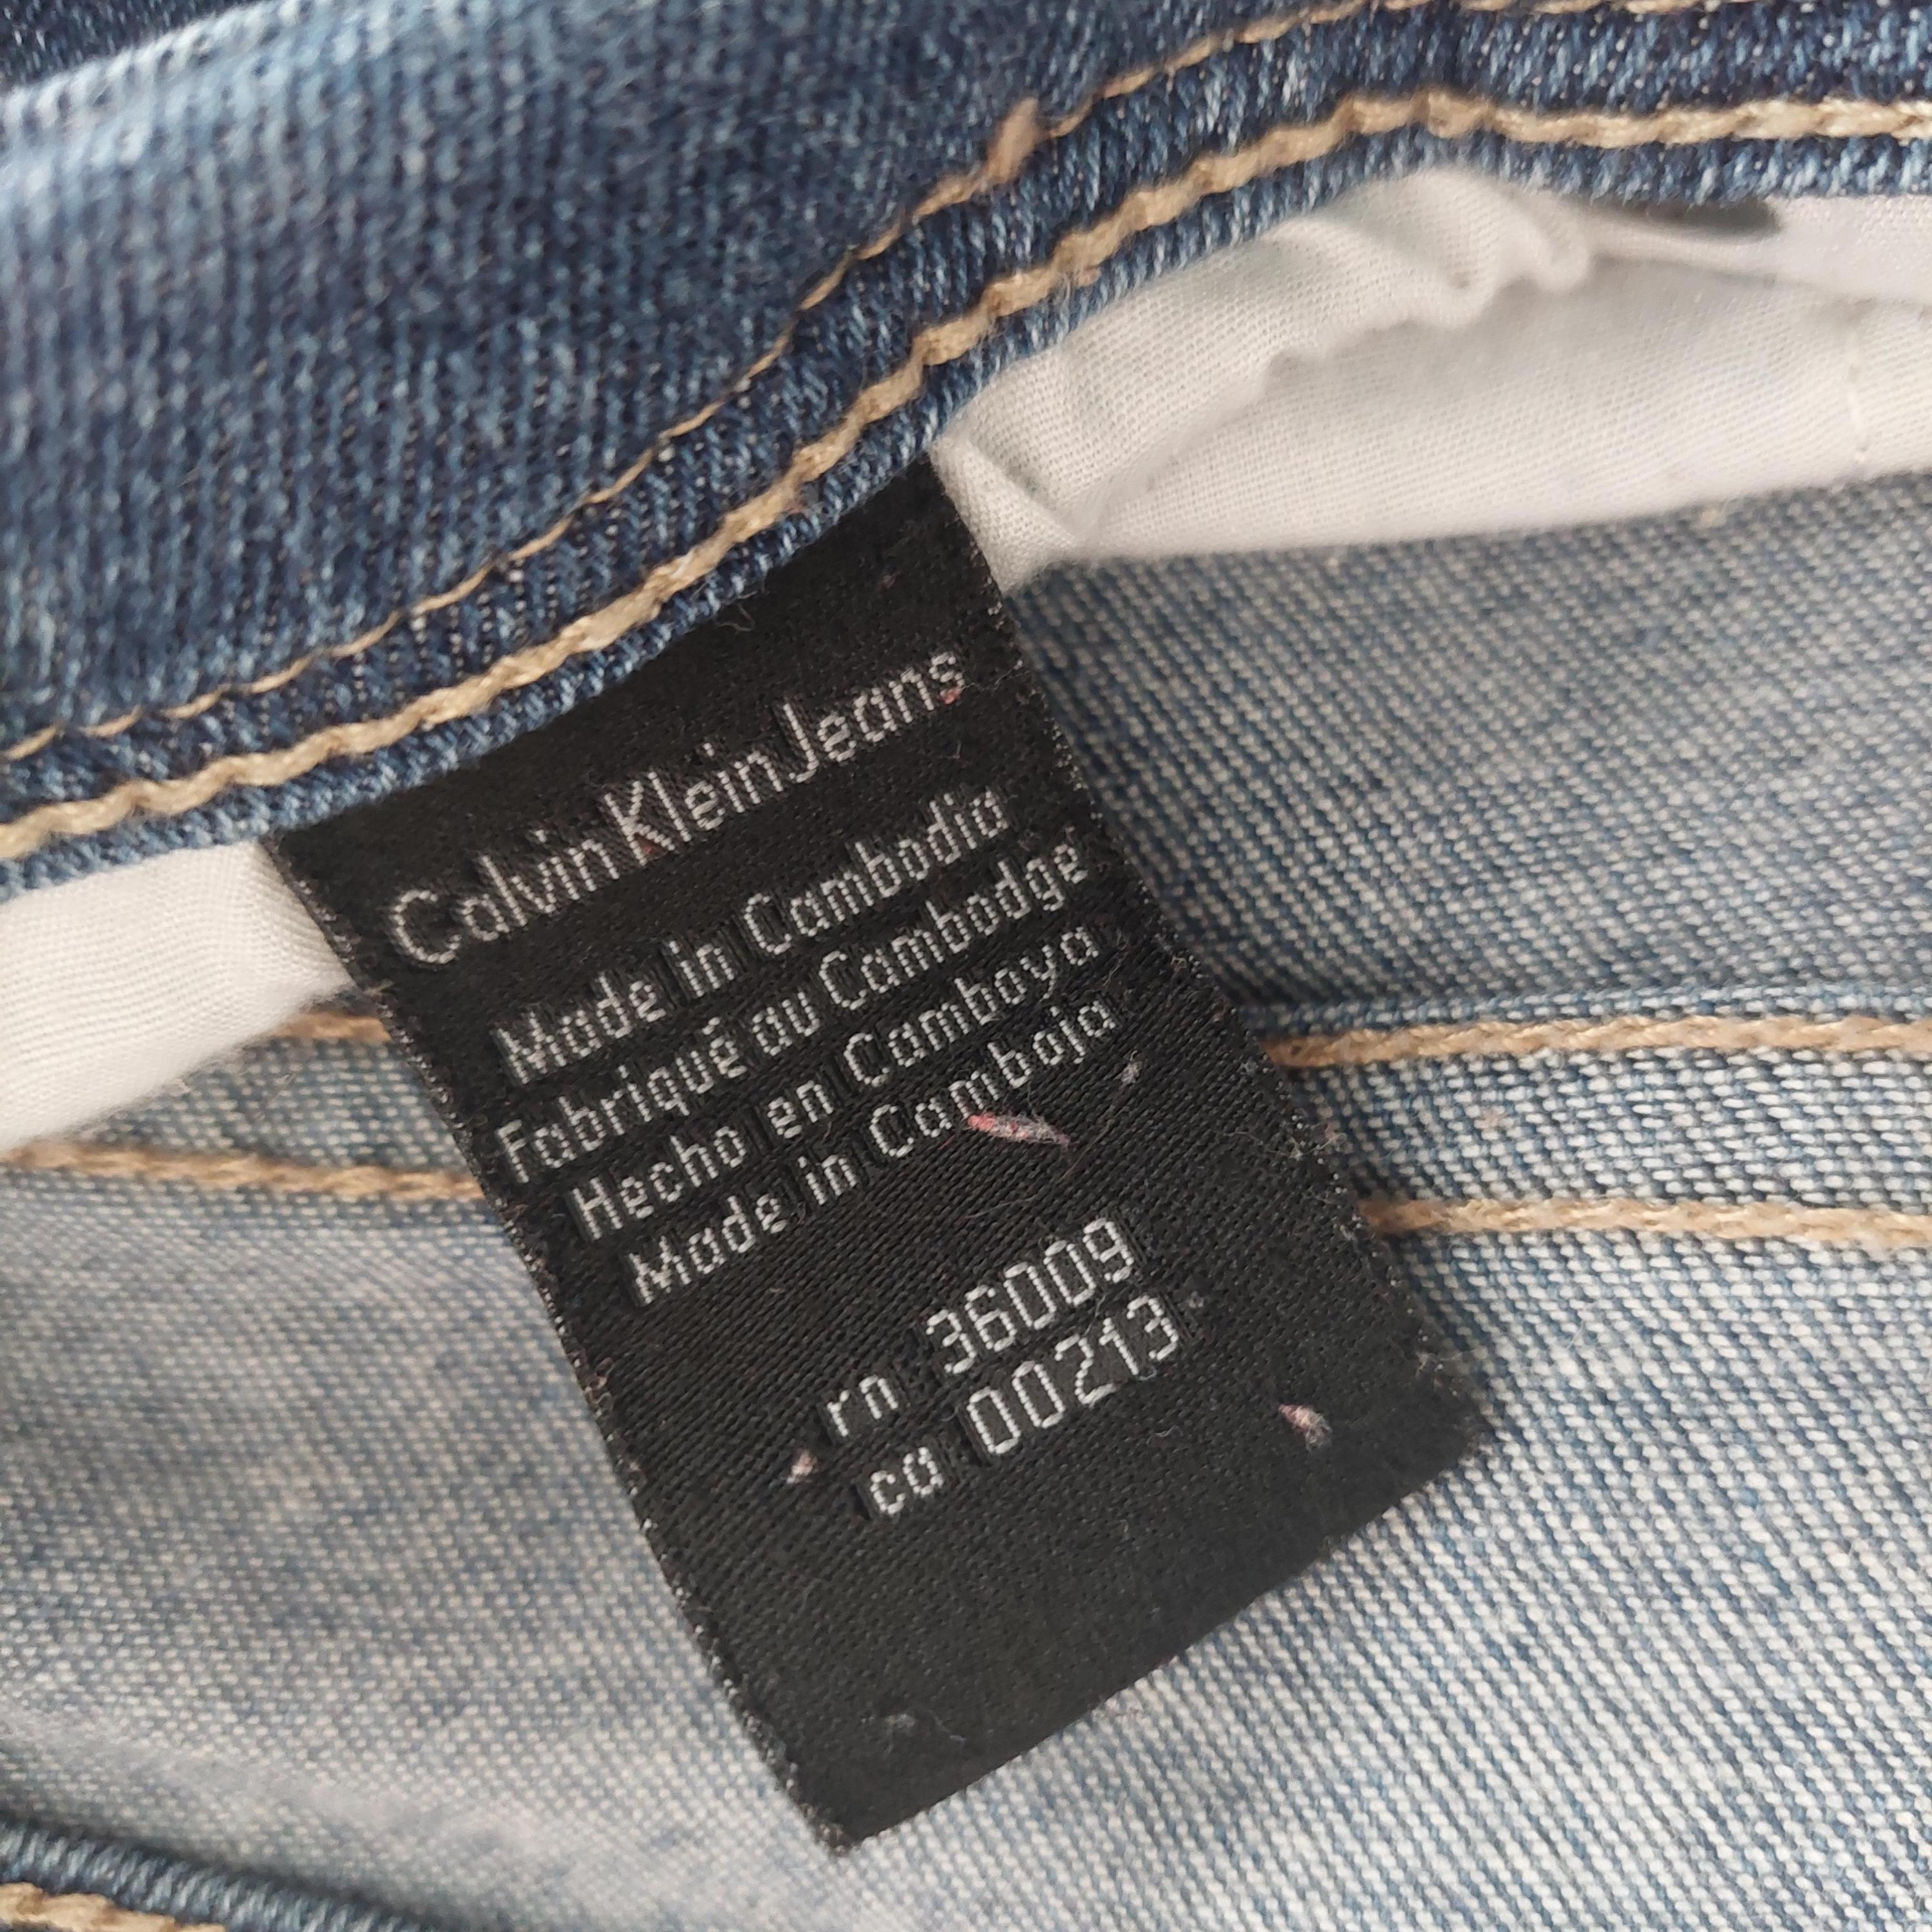 Calvin Klein Jeans
Made in Cambodia
Fabriqué au Cambodge
Hecho en Camboya
Made in Camboja
rn 36009
ca 00213